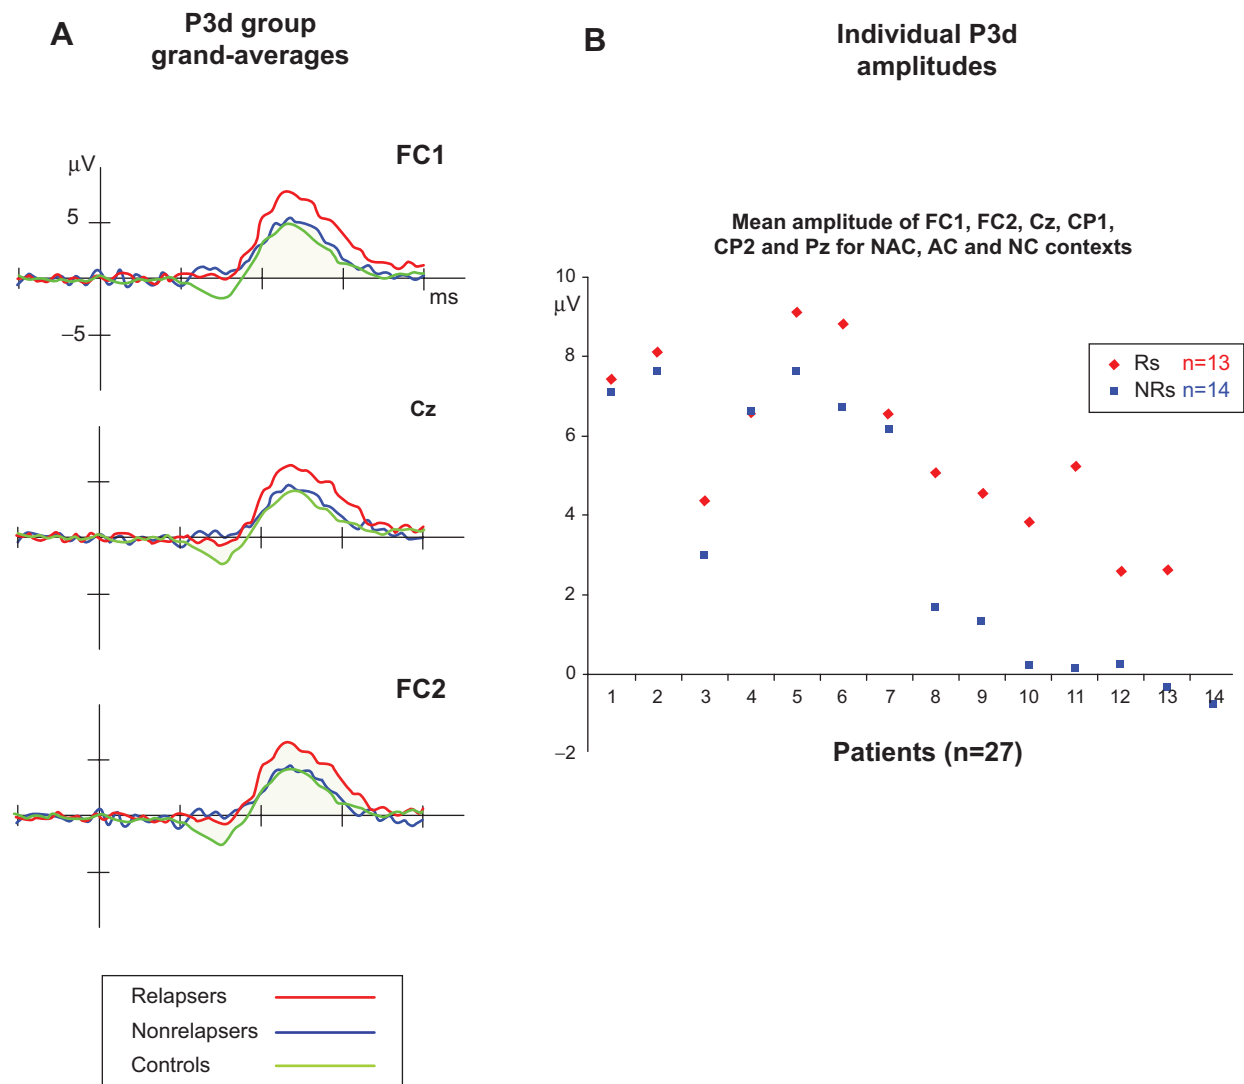 A
P3d group
grand-averages
FC1
μV
5
ms
–5
Cz
FC2
Relapsers
Nonrelapsers
Controls
B
Individual P3d
amplitudes
Mean amplitude of FC1, FC2, Cz, CP1,
CP2 and Pz for NAC, AC and NC contexts
10
μV
8
6
4
2
0
–2
Rs n=13
NRs n=14
1 2 3 4 5 6 7 8 9 10 11 12 13 14
Patients (n=27)